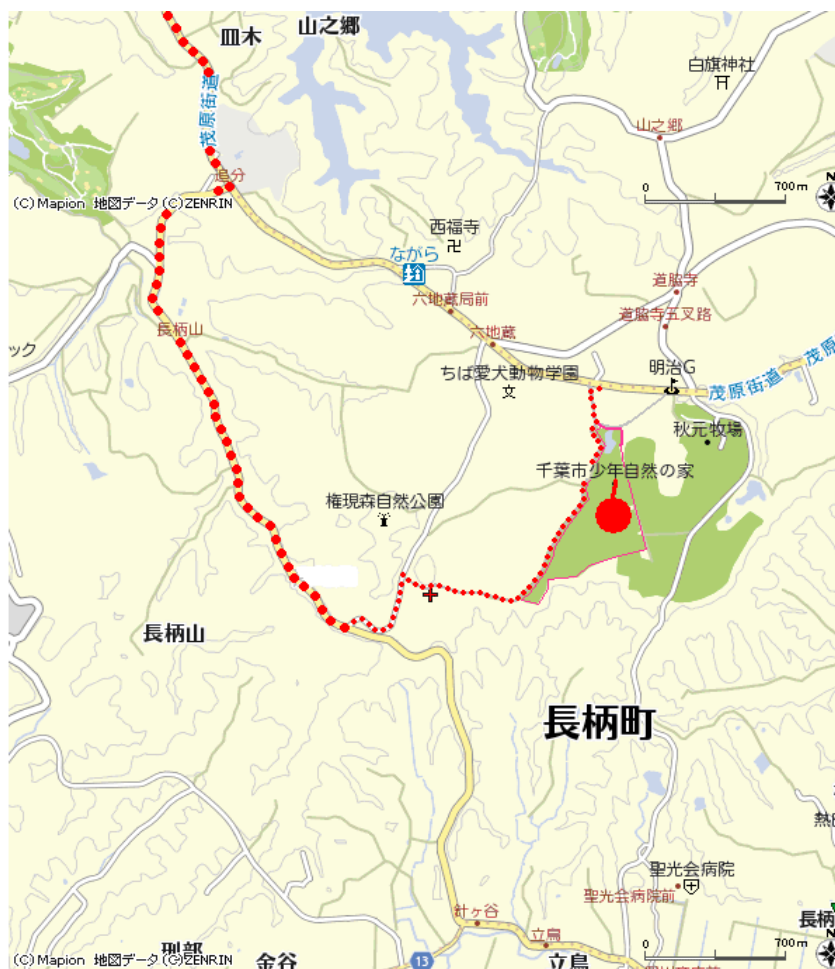 皿木
山之郷
茂原街道
追分
(C) Mapion 地図データ (C)ZENRIN
白旗神社
山之郷
0 700m
N
西福寺
ながら
六地蔵局前
道脇寺
道脇寺五叉路
六地蔵
長柄山
ック
ちば愛犬動物学園
明治G
茂原街道
茂原
秋元牧場
千葉市少年自然の家
権現森自然公園
長柄山
長柄町
聖光会病院
聖光会病院前
針ヶ谷
立鳥
長柄
刑部
金谷
13
立鳥
0 700m
N
(C) Mapion 地図データ (C)ZENRIN